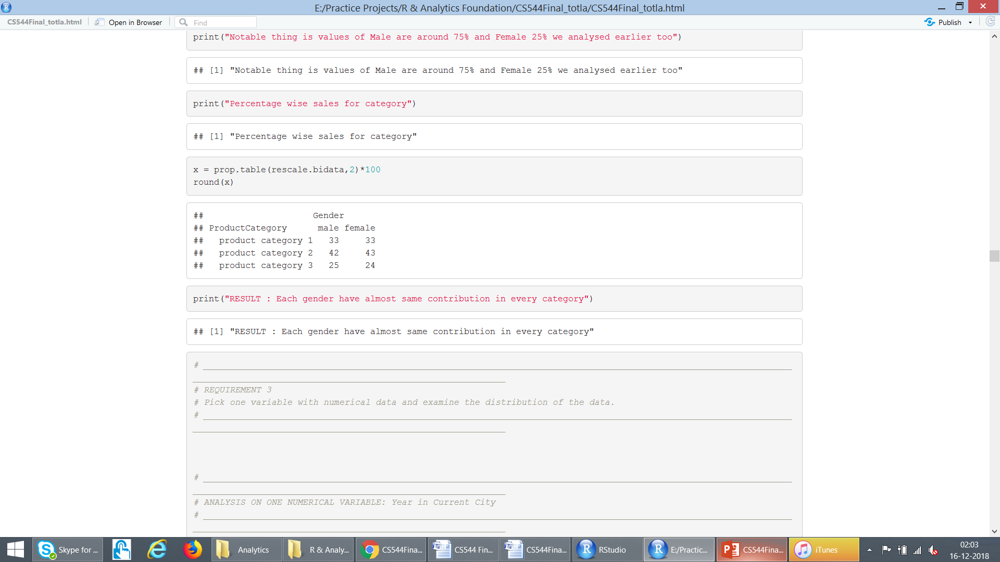 E:/Practice Projects/R & Analytics Foundation/CS544Final_totla/CS544Final_totla.html
CS544Final_totla.html Open in Browser Find Publish
print("Notable thing is values of Male are around 75% and Female 25% we analysed earlier too")
## [1] "Notable thing is values of Male are around 75% and Female 25% we analysed earlier too"
print("Percentage wise sales for category")
## [1] "Percentage wise sales for category"
x = prop.table(rescale.bidata,2)*100
round(x)
## Gender
## ProductCategory male female
## product category 1 33 33
## product category 2 42 43
## product category 3 25 24
print("RESULT : Each gender have almost same contribution in every category")
## [1] "RESULT : Each gender have almost same contribution in every category"
# _________________________________________________________________________________________________________________
____________________________________________________________
# REQUIREMENT 3
# Pick one variable with numerical data and examine the distribution of the data.
# _________________________________________________________________________________________________________________
____________________________________________________________
# _________________________________________________________________________________________________________________
____________________________________________________________
# ANALYSIS ON ONE NUMERICAL VARIABLE: Year in Current City
# _________________________________________________________________________________________________________________
____________________________________________________________
Skype for ... Analytics R & Analy... CS544Fina... CS544 Fin... CS544Fina... RStudio E:/Practic... CS544Fina... iTunes
02:03
16-12-2018